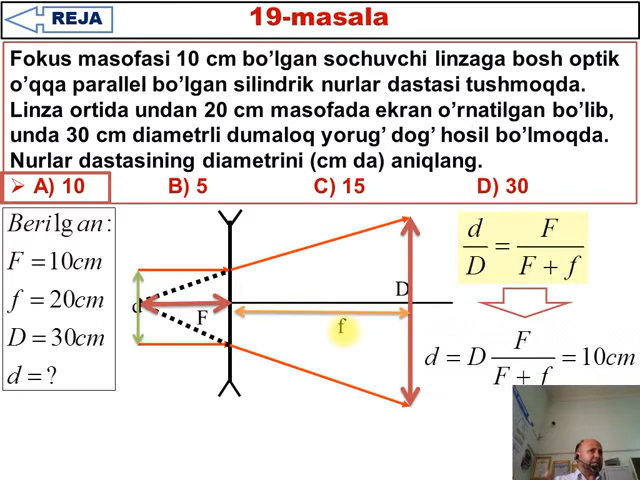 REJA
19-masala
Fokus masofasi 10 cm bo’lgan sochuvchi linzaga bosh optik
o’qqa parallel bo’lgan silindrik nurlar dastasi tushmoqda.
Linza ortida undan 20 cm masofada ekran o’rnatilgan bo’lib,
unda 30 cm diametrli dumaloq yorug’ dog’ hosil bo’lmoqda.
Nurlar dastasining diametrini (cm da) aniqlang.
➢ A) 10 B) 5 C) 15 D) 30
Berilgan:
F = 10cm
f = 20cm
D = 30cm
d = ?
d
F
f
D
d/D = F/(F + f)
d = D F/(F + f) = 10cm